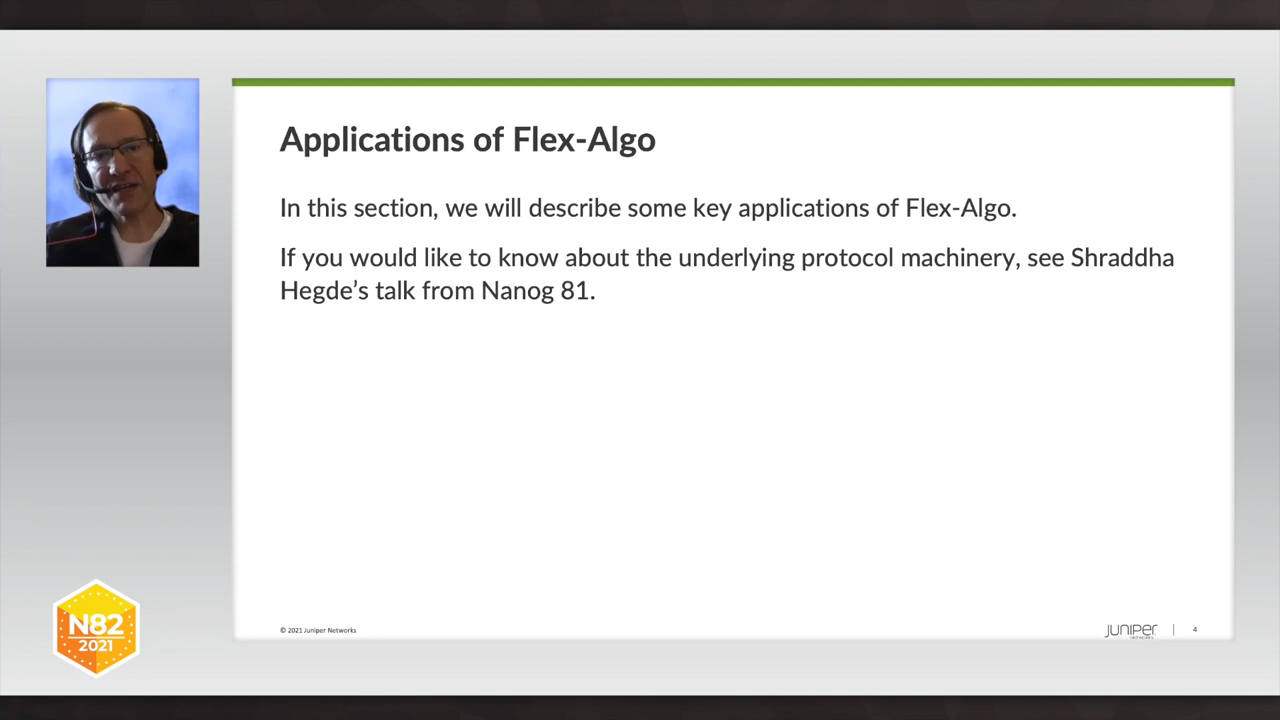 Applications of Flex-Algo
In this section, we will describe some key applications of Flex-Algo.
If you would like to know about the underlying protocol machinery, see Shraddha
Hegde’s talk from Nanog 81.
N82
2021
© 2021 Juniper Networks
JUNIPER
NETWORKS
4